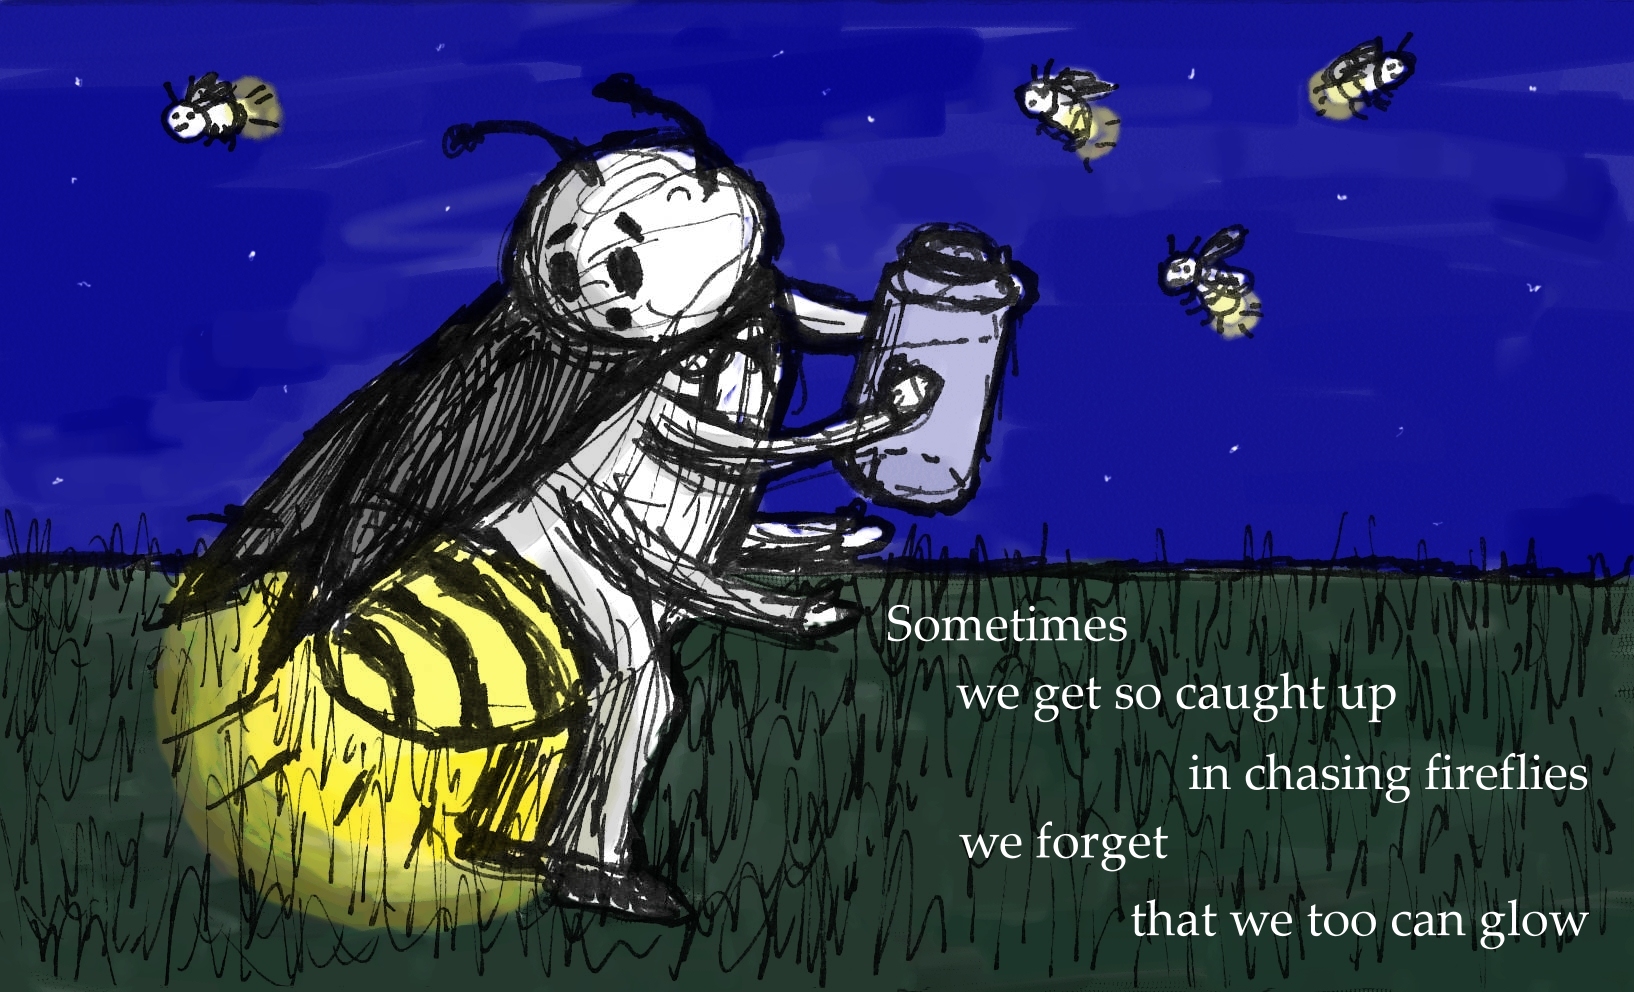 Sometimes
we get so caught up
in chasing fireflies
we forget
that we too can glow